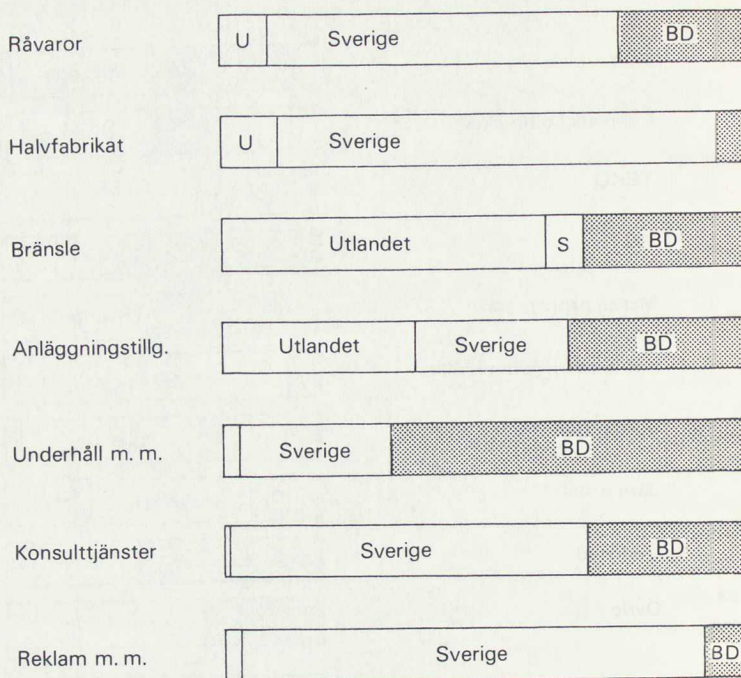 Råvaror U Sverige BD
Halvfabrikat U Sverige
Bränsle Utlandet S BD
Anläggningstillg. Utlandet Sverige BD
Underhåll m. m. Sverige BD
Konsulttjänster Sverige BD
Reklam m. m. Sverige BD